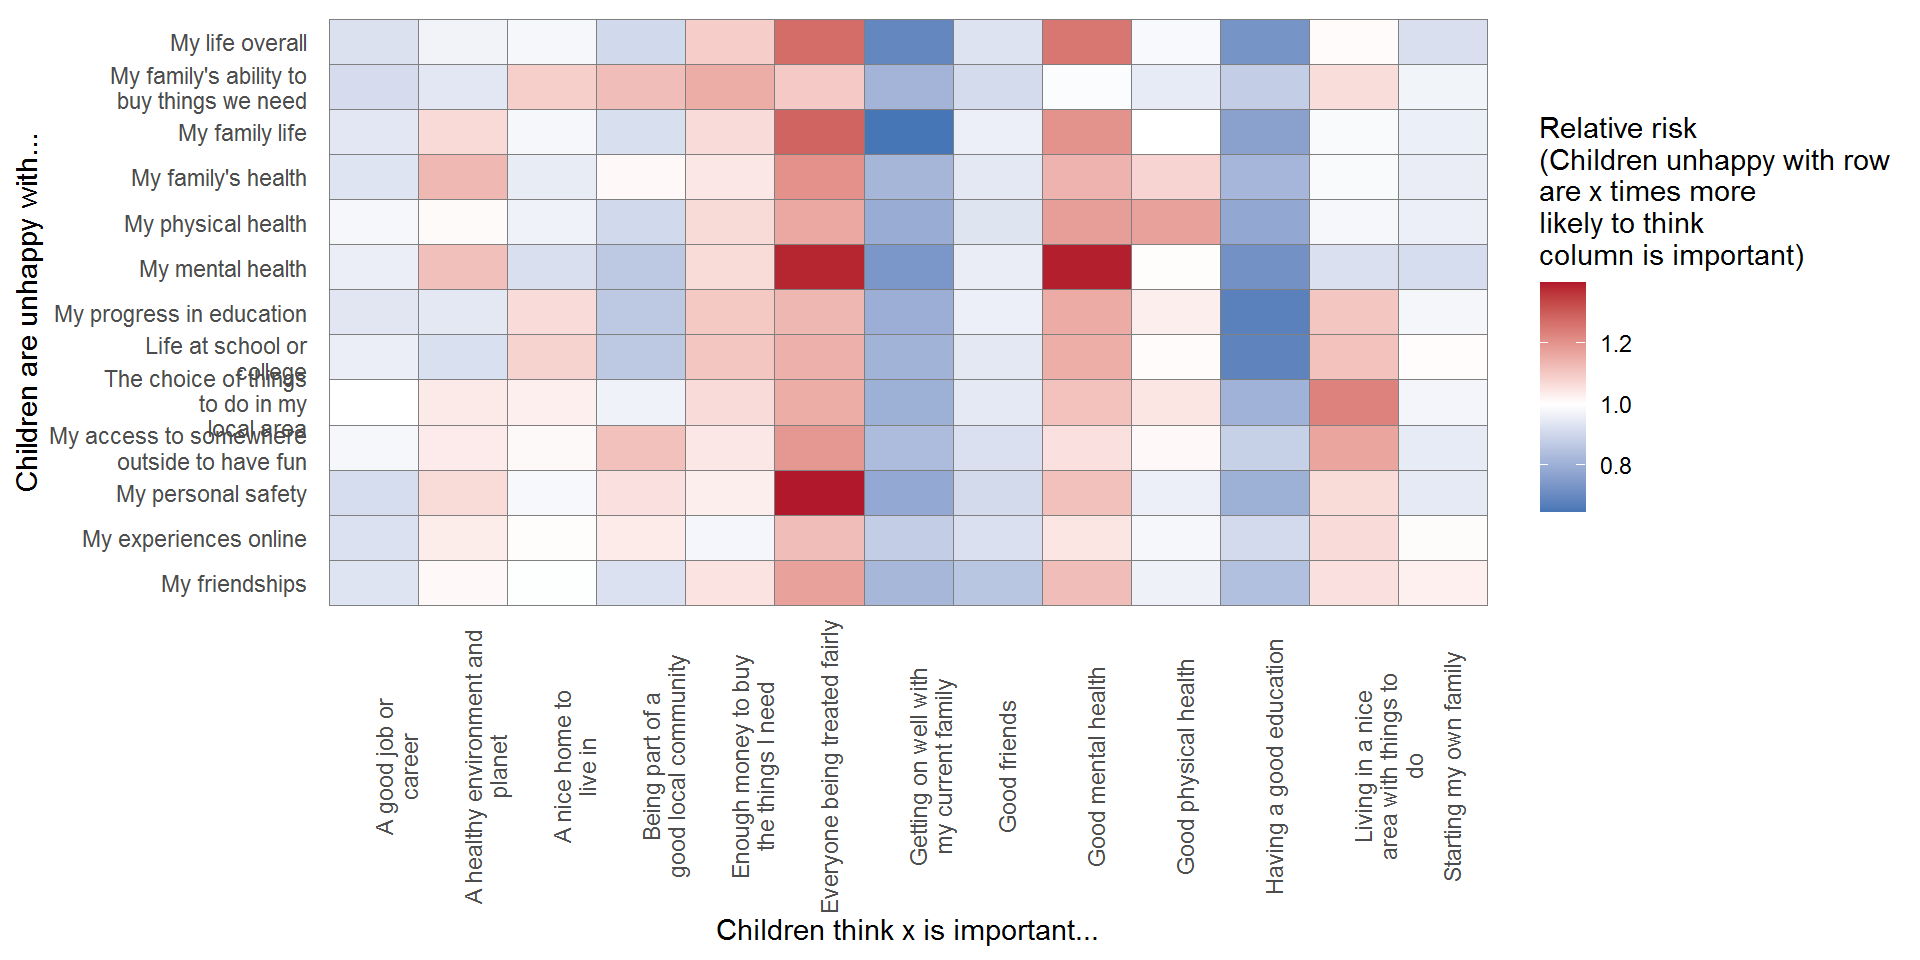 My life overall
My family's ability to
buy things we need
My family life
My family's health
My physical health
My mental health
My progress in education
Life at school or
college
The choice of things
to do in my
local area
My access to somewhere
outside to have fun
My personal safety
My experiences online
My friendships
Children are unhappy with...
A good job or
career
A healthy environment and
planet
A nice home to
live in
Being part of a
good local community
Enough money to buy
the things I need
Everyone being treated fairly
Getting on well with
my current family
Good friends
Good mental health
Good physical health
Having a good education
Living in a nice
area with things to
do
Starting my own family
Children think x is important...
Relative risk
(Children unhappy with row
are x times more
likely to think
column is important)
1.2
1.0
0.8